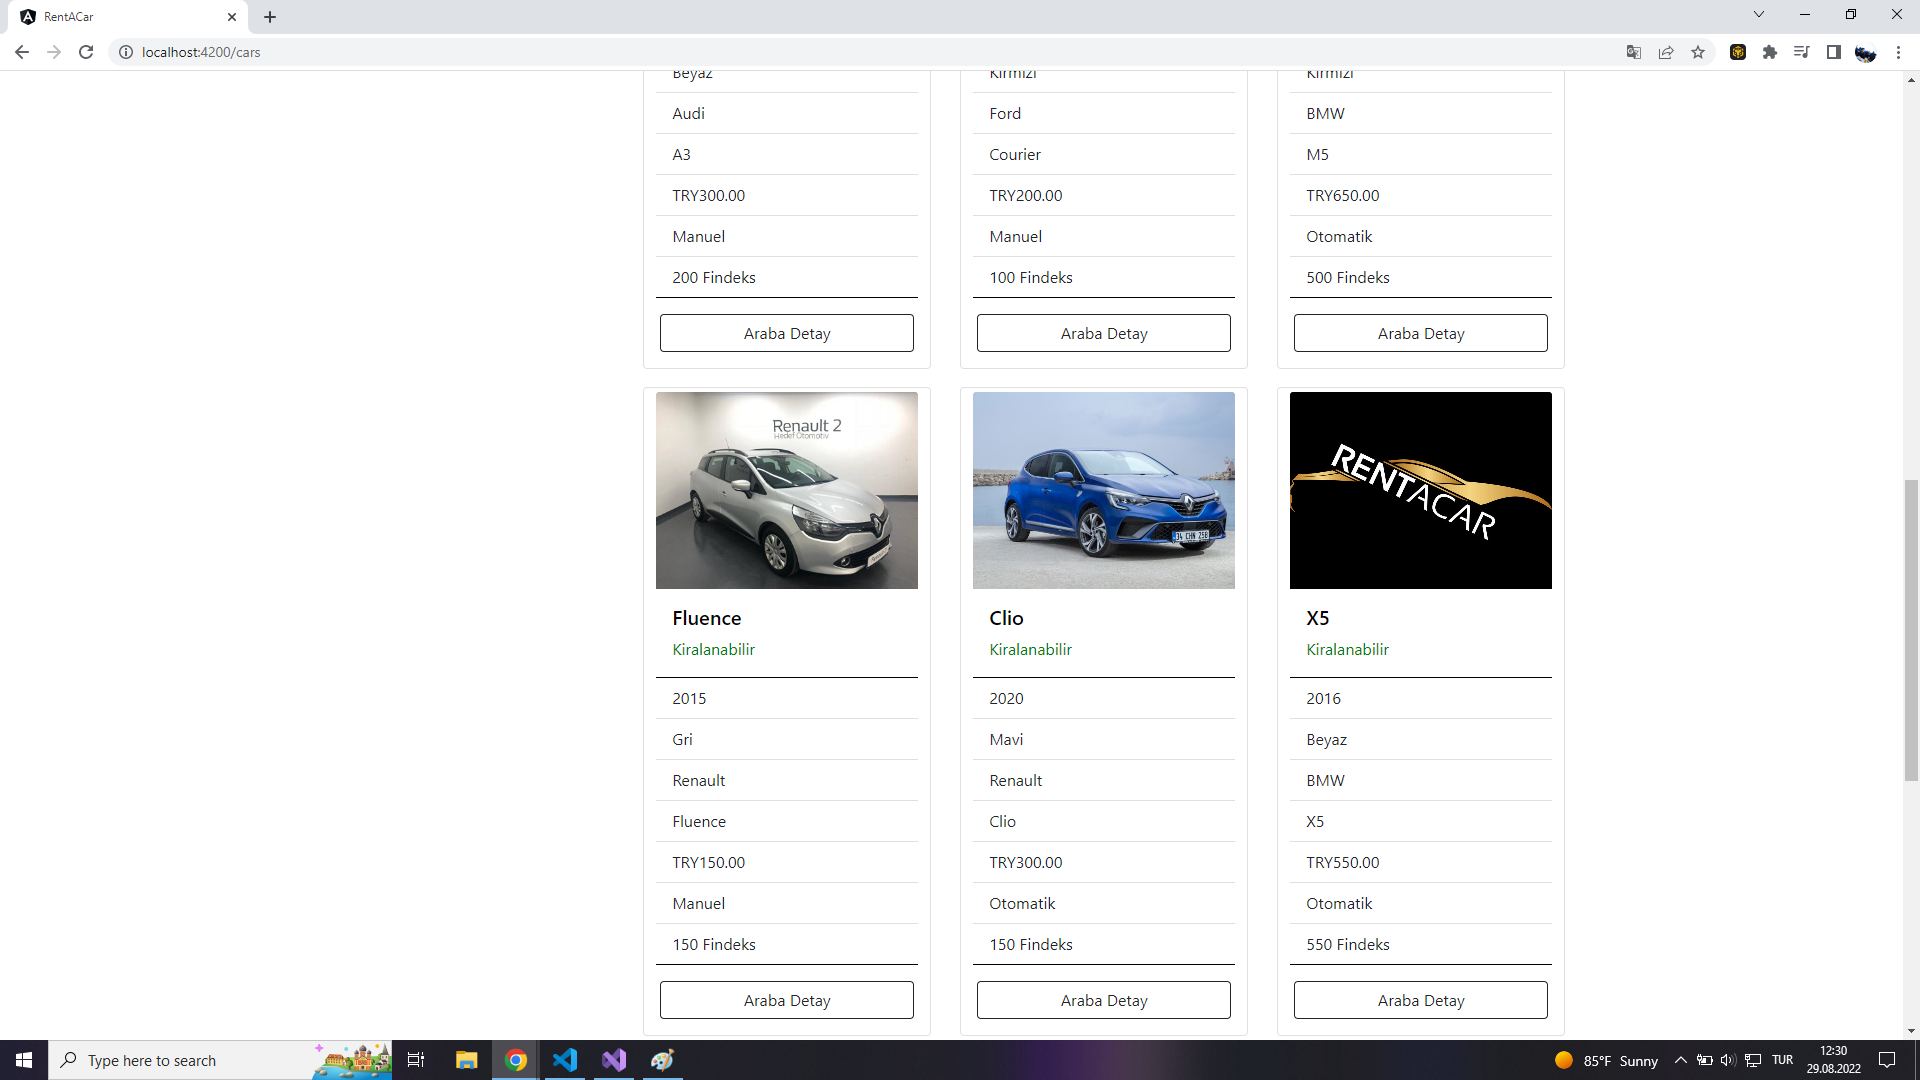 RentACar
localhost:4200/cars
Beyaz
Audi
A3
TRY300.00
Manuel
200 Findeks
Araba Detay
Kırmızı
Ford
Courier
TRY200.00
Manuel
100 Findeks
Araba Detay
Kırmızı
BMW
M5
TRY650.00
Otomatik
500 Findeks
Araba Detay
Renault 2
Hedef Otomotiv
Fluence
Kiralanabilir
2015
Gri
Renault
Fluence
TRY150.00
Manuel
150 Findeks
Araba Detay
34 CHN 258
Clio
Kiralanabilir
2020
Mavi
Renault
Clio
TRY300.00
Otomatik
150 Findeks
Araba Detay
RENTACAR
X5
Kiralanabilir
2016
Beyaz
BMW
X5
TRY550.00
Otomatik
550 Findeks
Araba Detay
Type here to search
85°F Sunny
TUR
12:30
29.08.2022